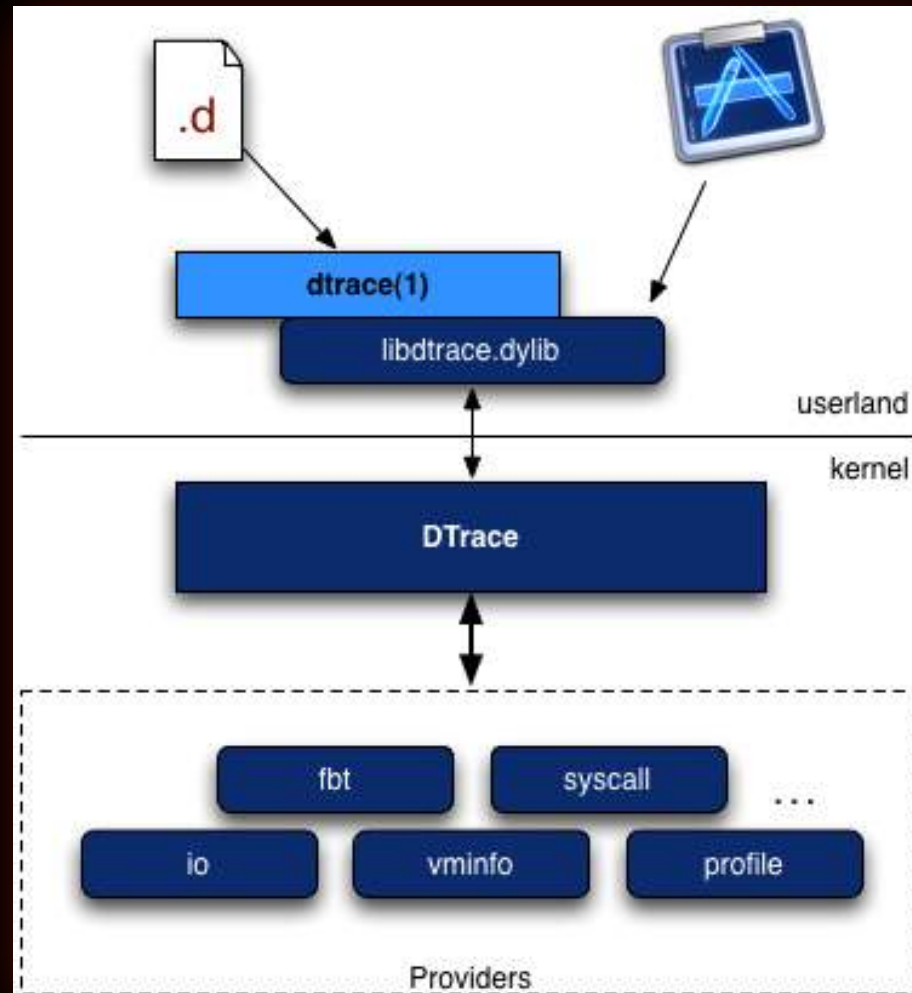 .d
dtrace(1)
libdtrace.dylib
userland
kernel
DTrace
fbt
syscall
...
io
vminfo
profile
Providers